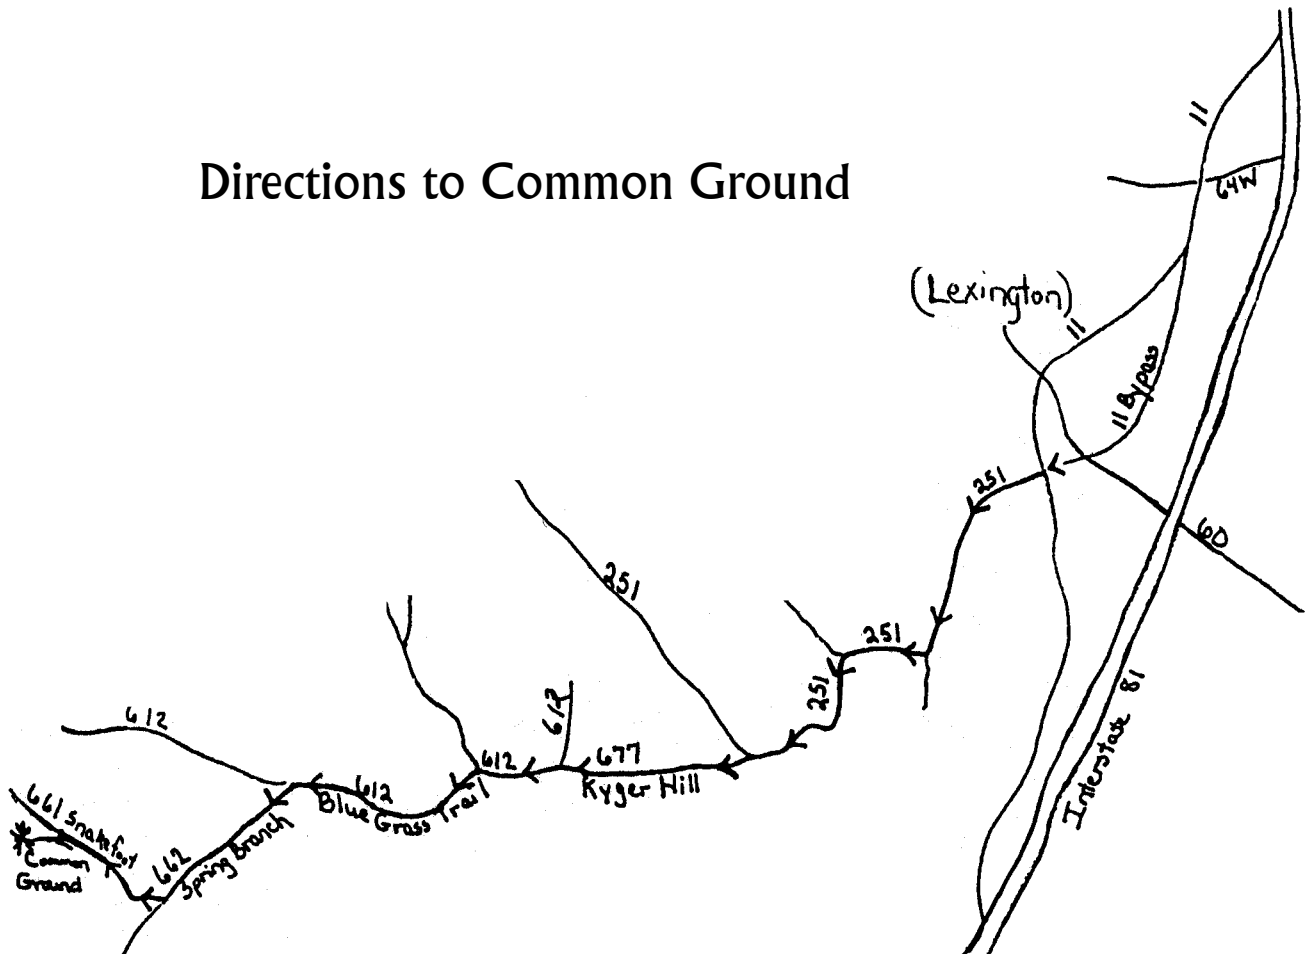 Directions to Common Ground
11
64W
(Lexington)
11
11 Bypass
251
60
251
251
251
612
677
Kyger Hill
612
Interstate 81
612
612
Blue Grass Trail
661 Snakefoot
662
Spring Branch
Common
Ground